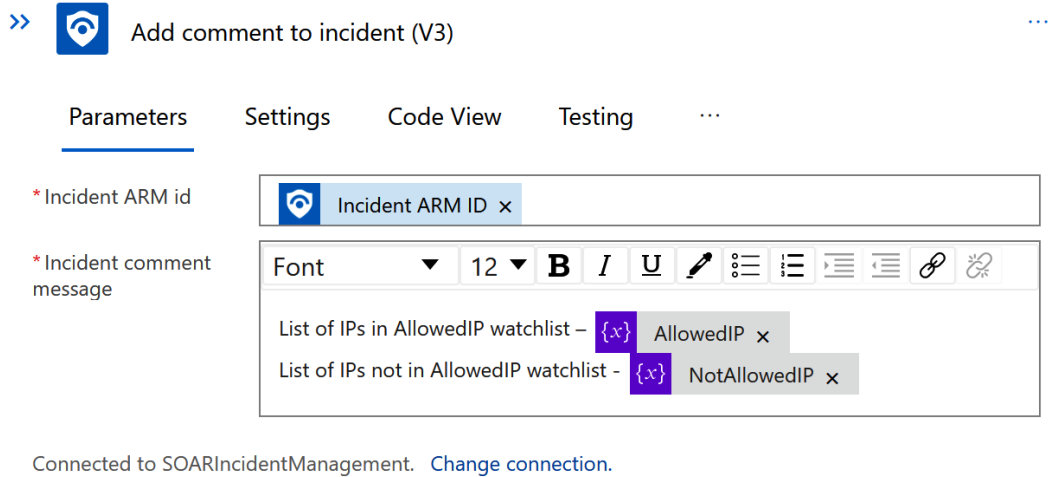 Add comment to incident (V3)
Parameters Settings Code View Testing ...
* Incident ARM id
Incident ARM ID ×
* Incident comment message
Font 12 B I U
List of IPs in AllowedIP watchlist – {x} AllowedIP ×
List of IPs not in AllowedIP watchlist - {x} NotAllowedIP ×
Connected to SOARIncidentManagement. Change connection.